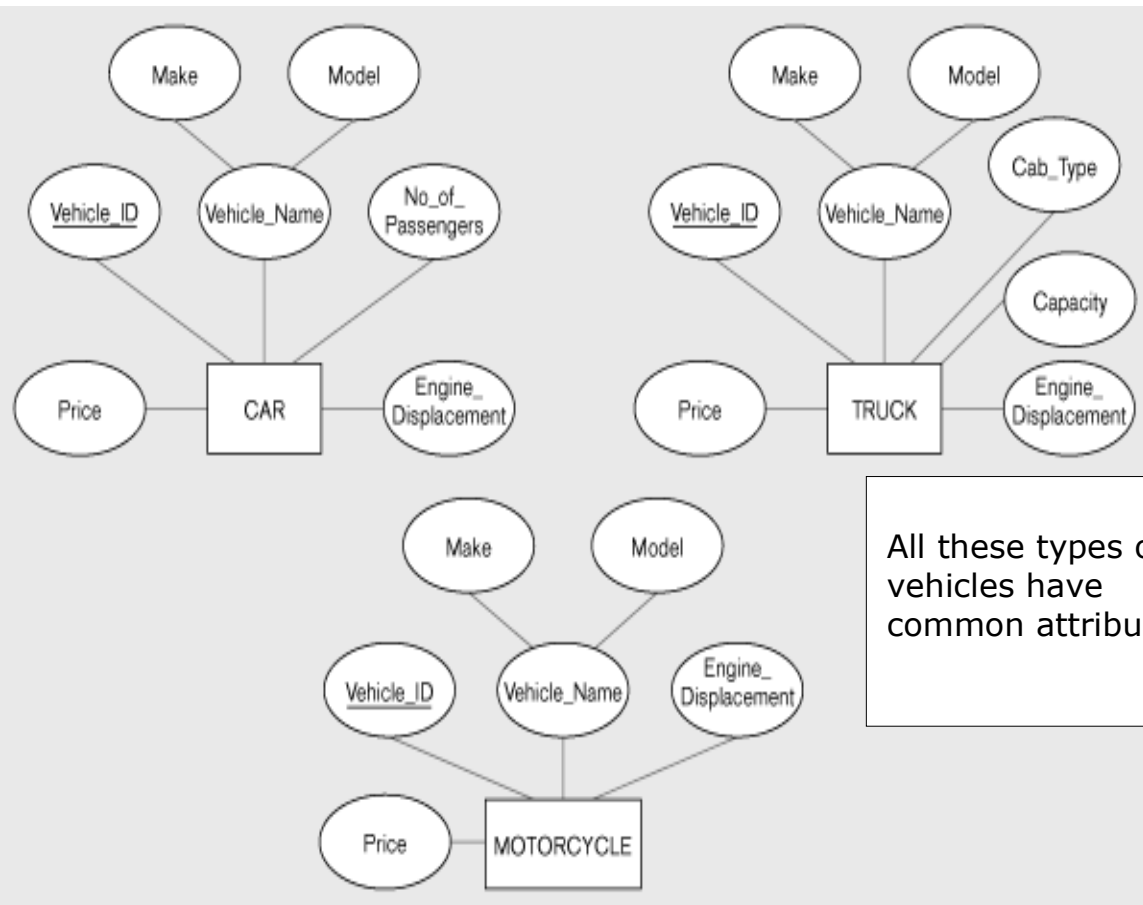 Make
Model
Vehicle_ID
Vehicle_Name
No_of_
Passengers
Price
CAR
Engine_
Displacement
Make
Model
Cab_Type
Vehicle_ID
Vehicle_Name
Capacity
Price
TRUCK
Engine_
Displacement
All these types
vehicles have
common
Make
Model
Vehicle_ID
Vehicle_Name
Engine_
Displacement
Price
MOTORCYCLE